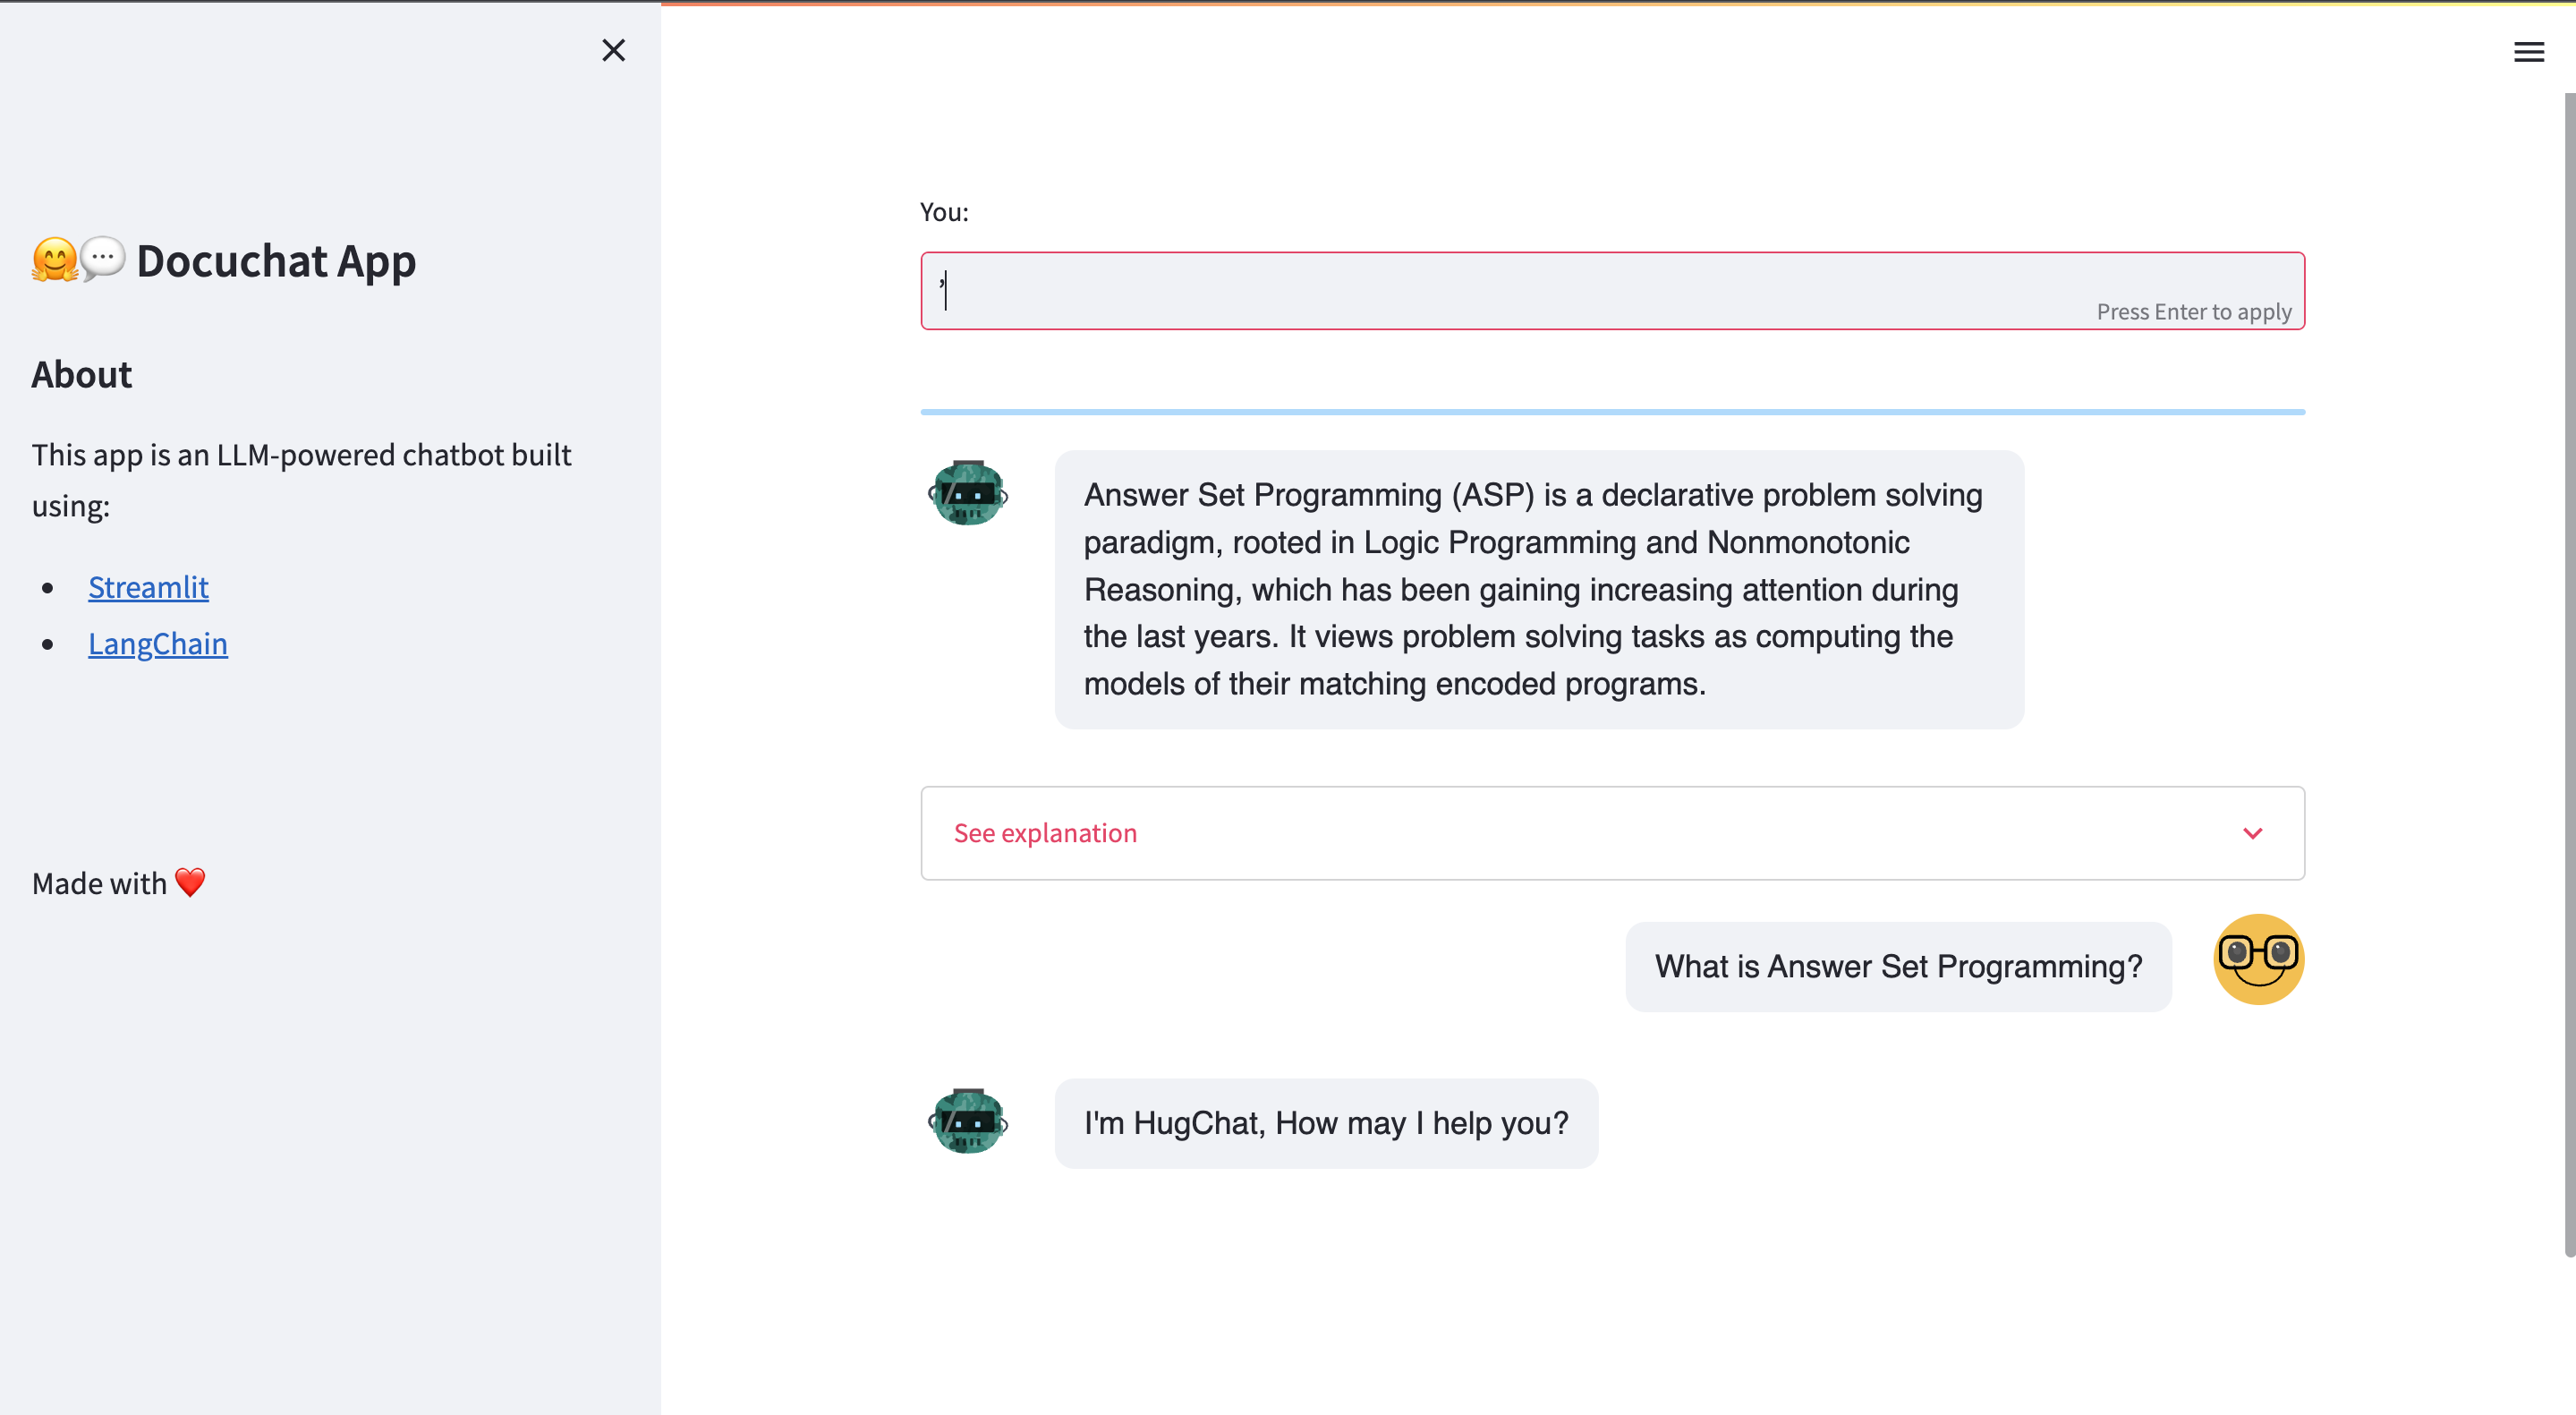 🤗💬 Docuchat App
About
This app is an LLM-powered chatbot built
using:
• Streamlit
• LangChain
Made with ❤️
You:
’
Press Enter to apply
Answer Set Programming (ASP) is a declarative problem solving
paradigm, rooted in Logic Programming and Nonmonotonic
Reasoning, which has been gaining increasing attention during
the last years. It views problem solving tasks as computing the
models of their matching encoded programs.
See explanation
What is Answer Set Programming?
I'm HugChat, How may I help you?